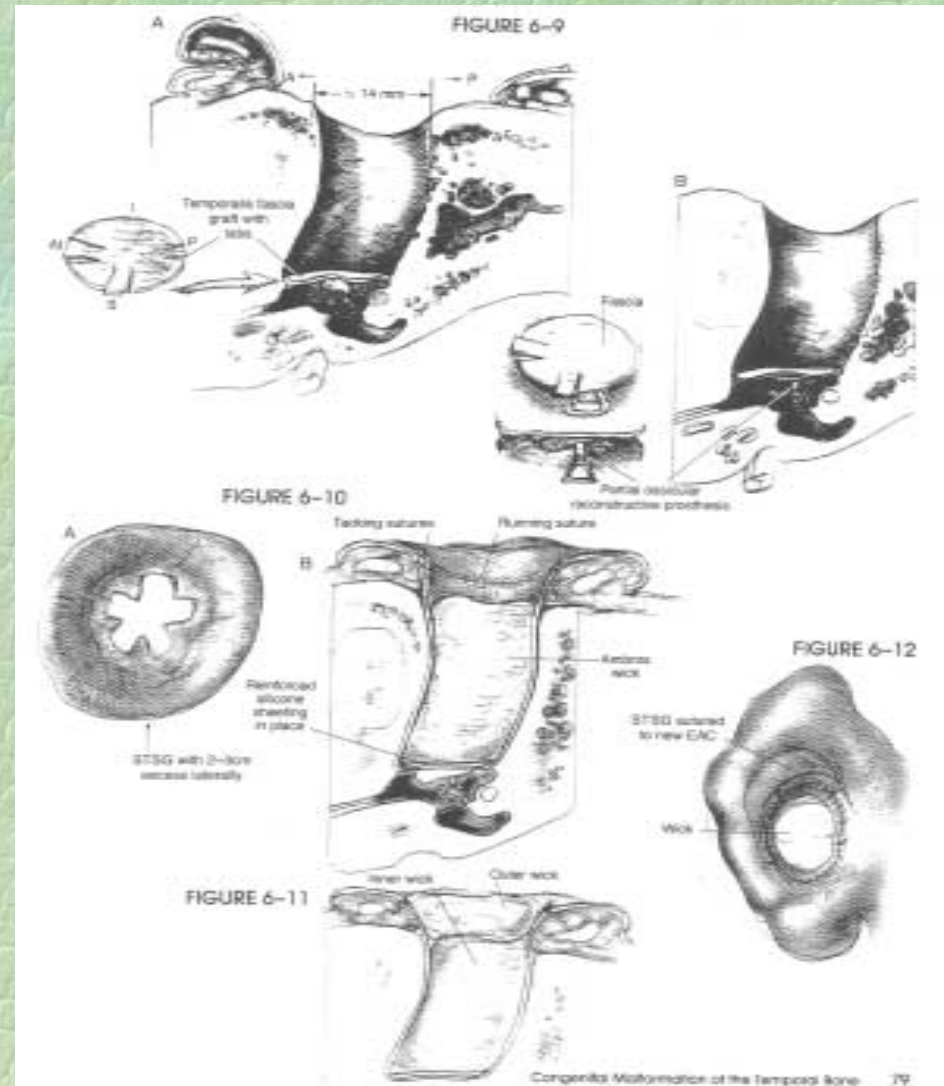 FIGURE 6–9
A
A
P
≈ 14 mm
Temporalis fascia
graft with
tabs
I
P
S
B
Fascia
Partial ossicular
reconstructive prosthesis
FIGURE 6–10
A
STSG with 2–3cm
excess laterally
Tacking sutures
Running suture
B
Reinforced
silicone
sheeting
in place
wick
FIGURE 6–12
STSG sutured
to new EAC
Wick
FIGURE 6–11
Inner wick
Outer wick
Congenital Malformation of the Temporal Bone 79